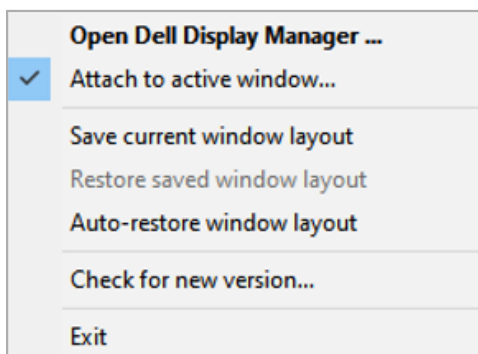 Open Dell Display Manager ...
Attach to active window...
Save current window layout
Restore saved window layout
Auto-restore window layout
Check for new version...
Exit